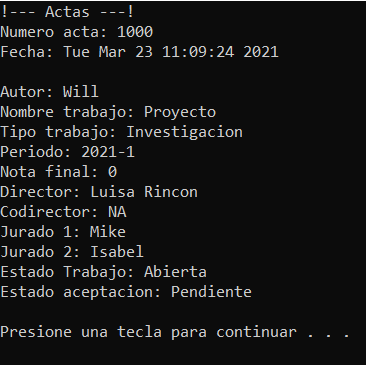 !--- Actas ---!
Numero acta: 1000
Fecha: Tue Mar 23 11:09:24 2021
Autor: Will
Nombre trabajo: Proyecto
Tipo trabajo: Investigacion
Periodo: 2021-1
Nota final: 0
Director: Luisa Rincon
Codirector: NA
Jurado 1: Mike
Jurado 2: Isabel
Estado Trabajo: Abierta
Estado aceptacion: Pendiente
Presione una tecla para continuar . . .